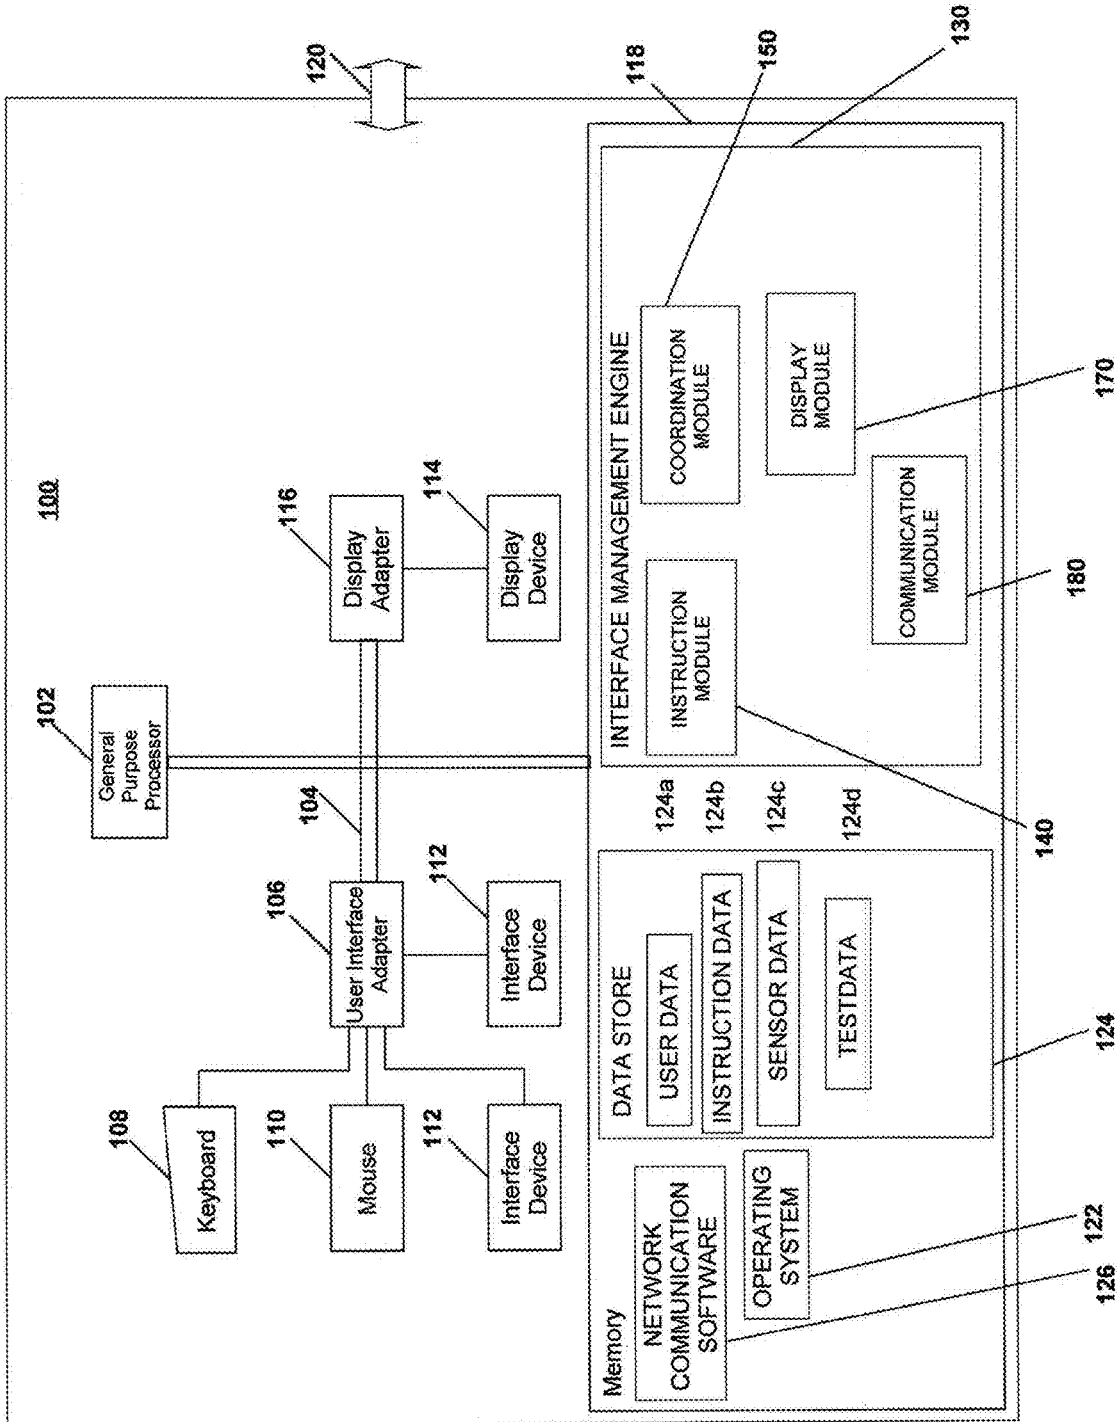 100
120
102
General
Purpose
Processor
104
108
Keyboard
110
Mouse
112
Interface
Device
106
User Interface
Adapter
112
Interface
Device
116
Display
Adapter
114
Display
Device
118
Memory
NETWORK
COMMUNICATION
SOFTWARE
126
OPERATING
SYSTEM
122
DATA STORE
USER DATA
124a
INSTRUCTION DATA
124b
SENSOR DATA
124c
TESTDATA
124d
124
INTERFACE MANAGEMENT ENGINE
130
INSTRUCTION
MODULE
140
COORDINATION
MODULE
150
DISPLAY
MODULE
170
COMMUNICATION
MODULE
180